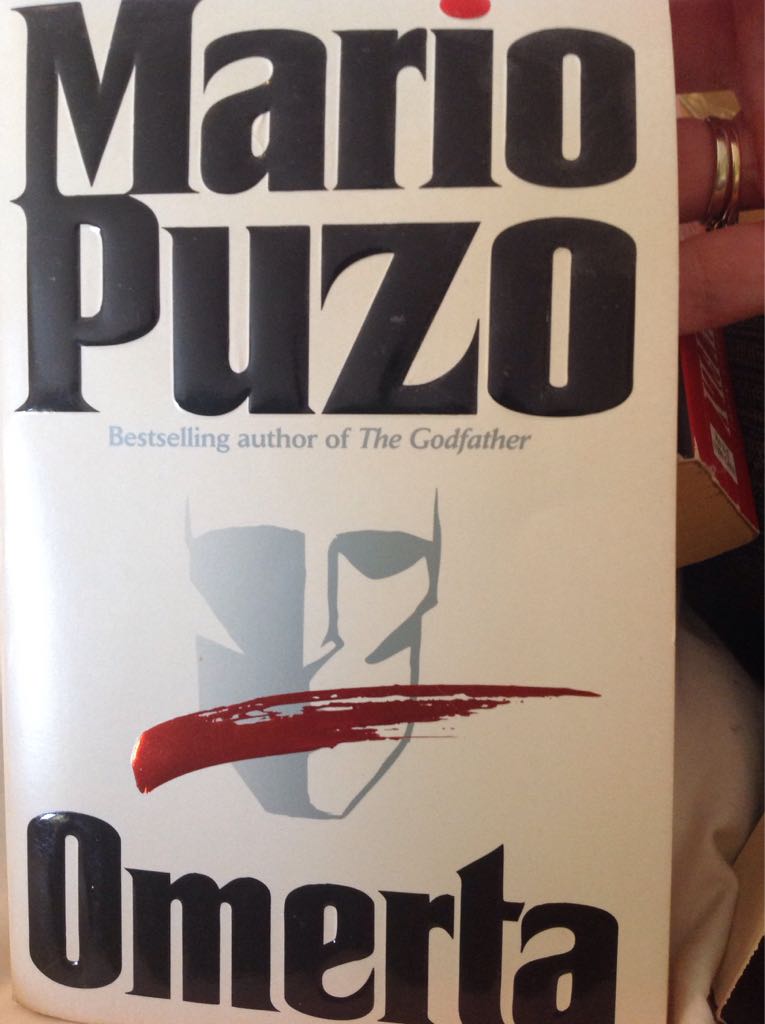 Mario
Puzo
Bestselling author of The Godfather
Omerta